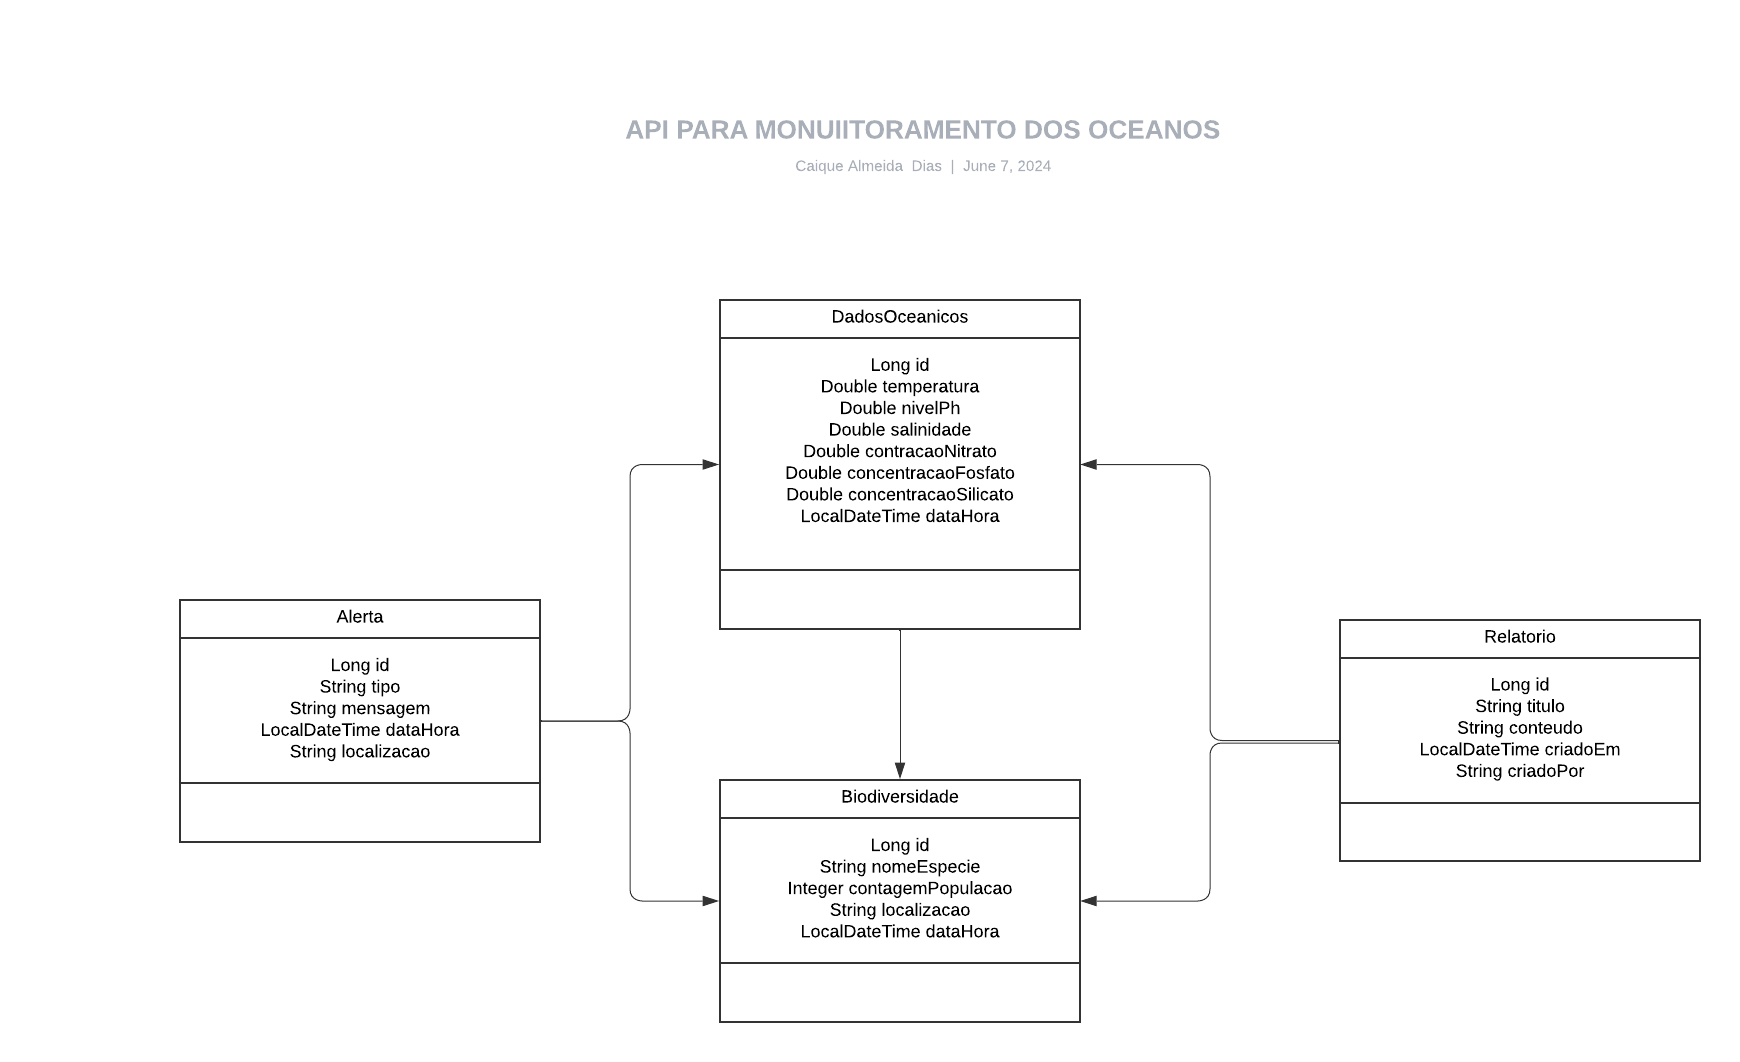 API PARA MONUIITORAMENTO DOS OCEANOS
Caique Almeida Dias | June 7, 2024
DadosOceanicos
Long id
Double temperatura
Double nivelPh
Double salinidade
Double contracaoNitrato
Double concentracaoFosfato
Double concentracaoSilicato
LocalDateTime dataHora
Alerta
Long id
String tipo
String mensagem
LocalDateTime dataHora
String localizacao
Relatorio
Long id
String titulo
String conteudo
LocalDateTime criadoEm
String criadoPor
Biodiversidade
Long id
String nomeEspecie
Integer contagemPopulacao
String localizacao
LocalDateTime dataHora